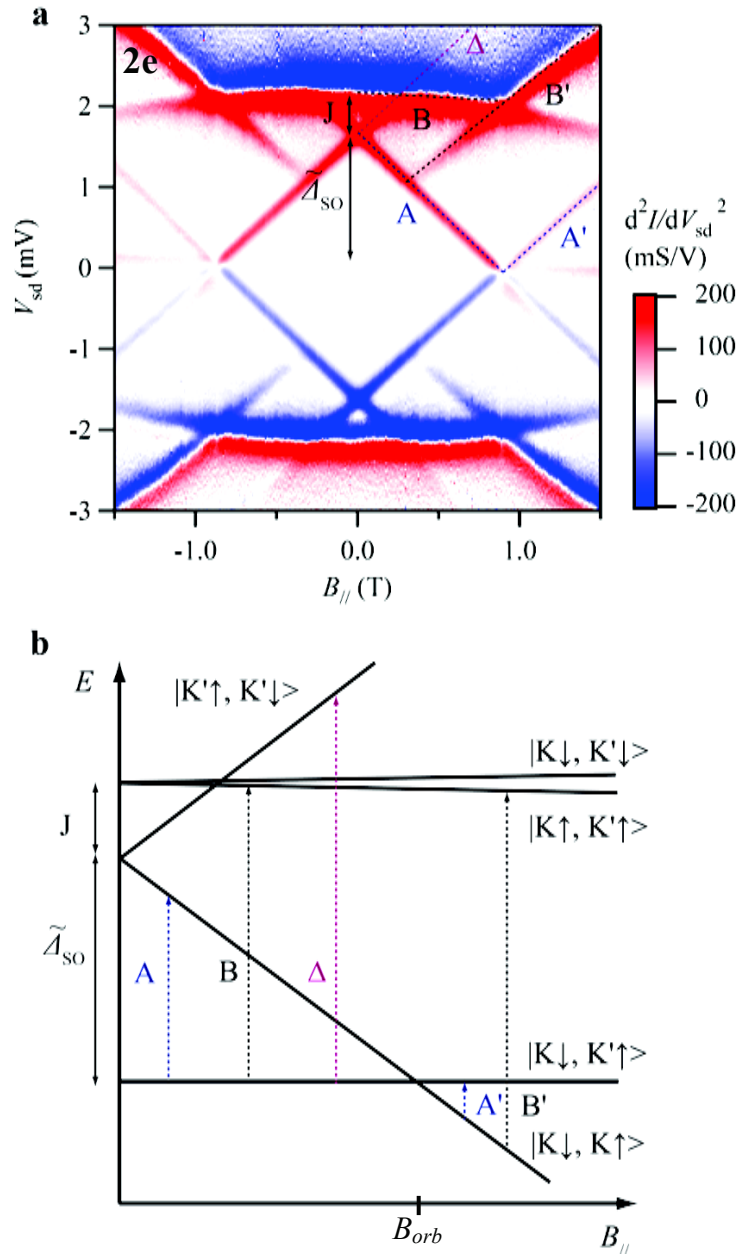 a
3
2e
Δ
2
J
B
B'
1
Δ̃SO
A
A'
d²I/dVsd²
(mS/V)
Vsd (mV)
0
200
100
-1
0
-100
-2
-200
-3
-1.0
0.0
1.0
B// (T)
b
E
|K'↑, K'↓>
|K↓, K'↓>
J
|K↑, K'↑>
Δ̃SO
A
B
Δ
|K↓, K'↑>
A'
B'
|K↓, K↑>
Borb
B//